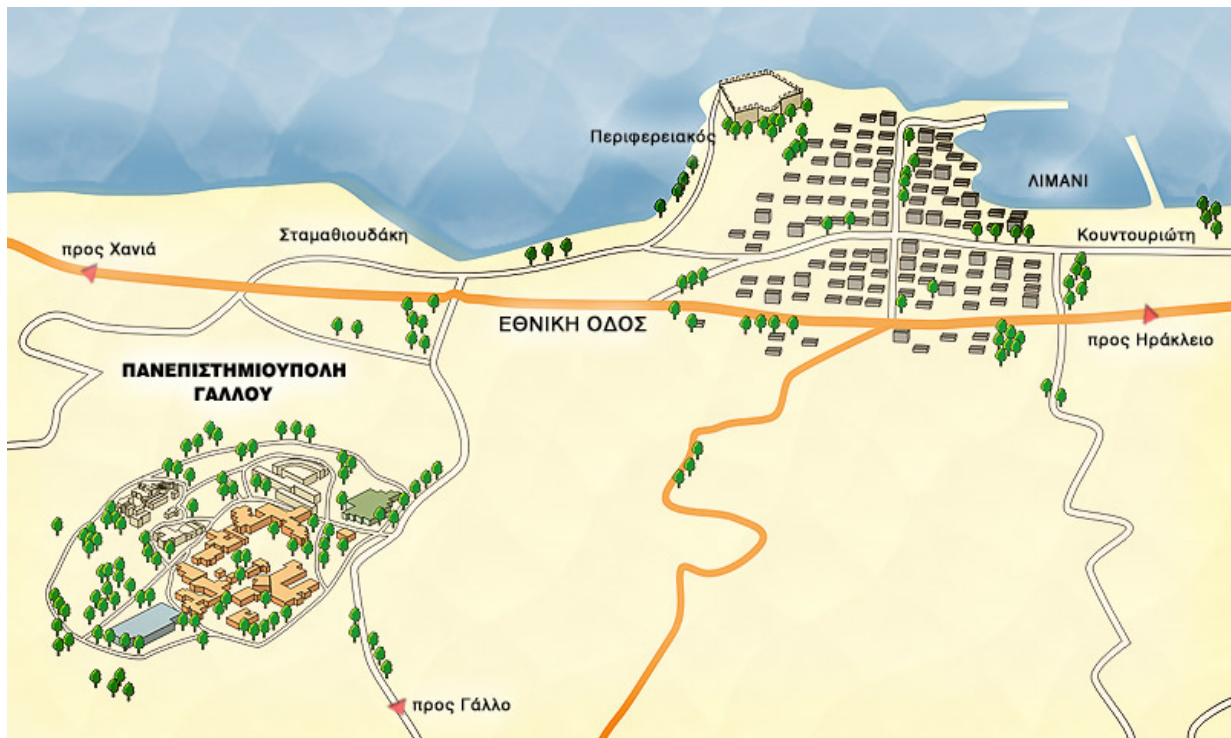 Περιφερειακός
ΛΙΜΑΝΙ
Σταμαθιουδάκη
Κουντουριώτη
προς Χανιά
ΕΘΝΙΚΗ ΟΔΟΣ
προς Ηράκλειο
ΠΑΝΕΠΙΣΤΗΜΙΟΥΠΟΛΗ
ΓΑΛΛΟΥ
προς Γάλλο